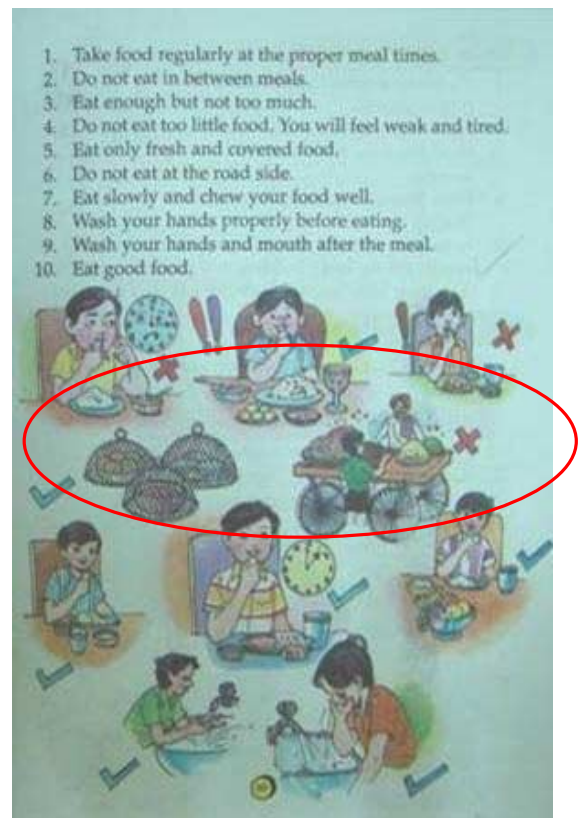 1. Take food regularly at the proper meal times.
2. Do not eat in between meals.
3. Eat enough but not too much.
4. Do not eat too little food. You will feel weak and tired.
5. Eat only fresh and covered food.
6. Do not eat at the road side.
7. Eat slowly and chew your food well.
8. Wash your hands properly before eating.
9. Wash your hands and mouth after the meal.
10. Eat good food.